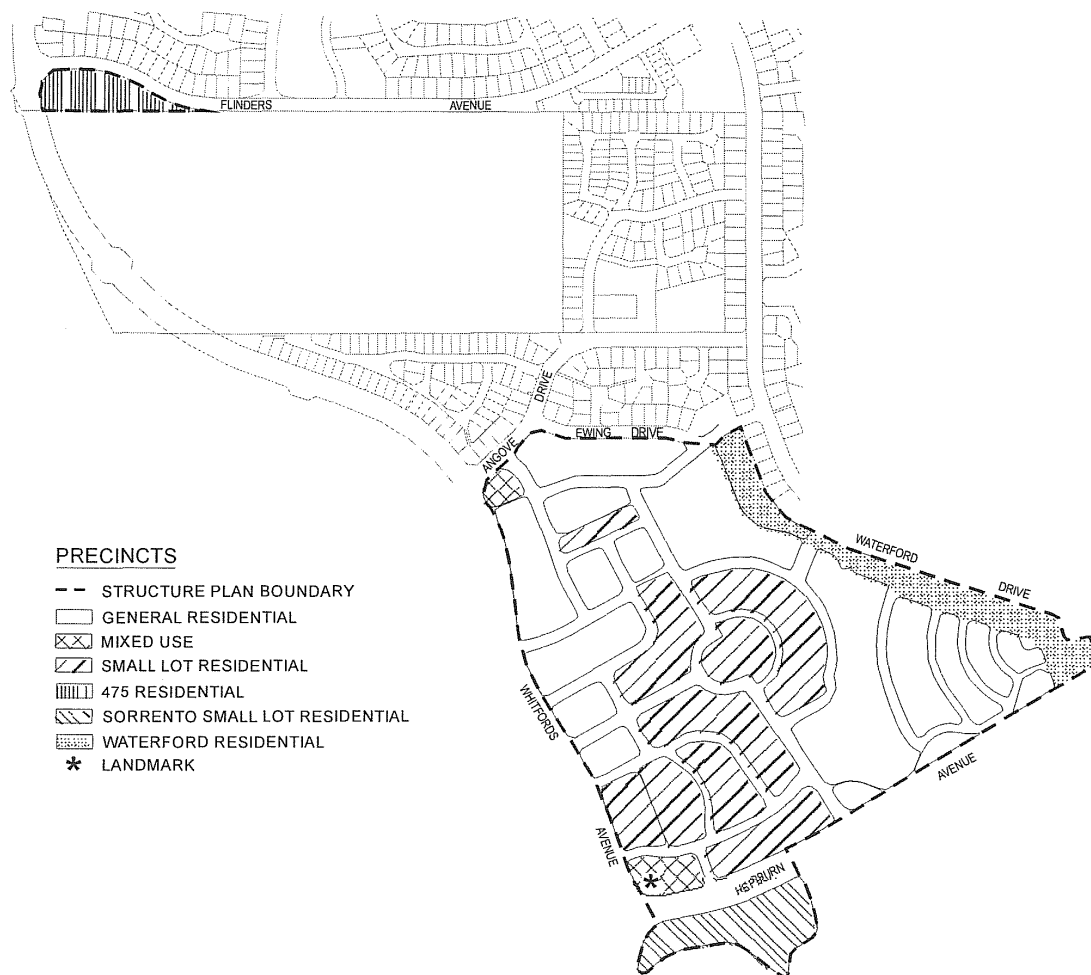 FLINDERS AVENUE
DRIVE
EWING DRIVE
ANGOVE
PRECINCTS
STRUCTURE PLAN BOUNDARY
GENERAL RESIDENTIAL
MIXED USE
SMALL LOT RESIDENTIAL
475 RESIDENTIAL
SORRENTO SMALL LOT RESIDENTIAL
WATERFORD RESIDENTIAL
* LANDMARK
WATERFORD
DRIVE
WHITFORDS
AVENUE
AVENUE